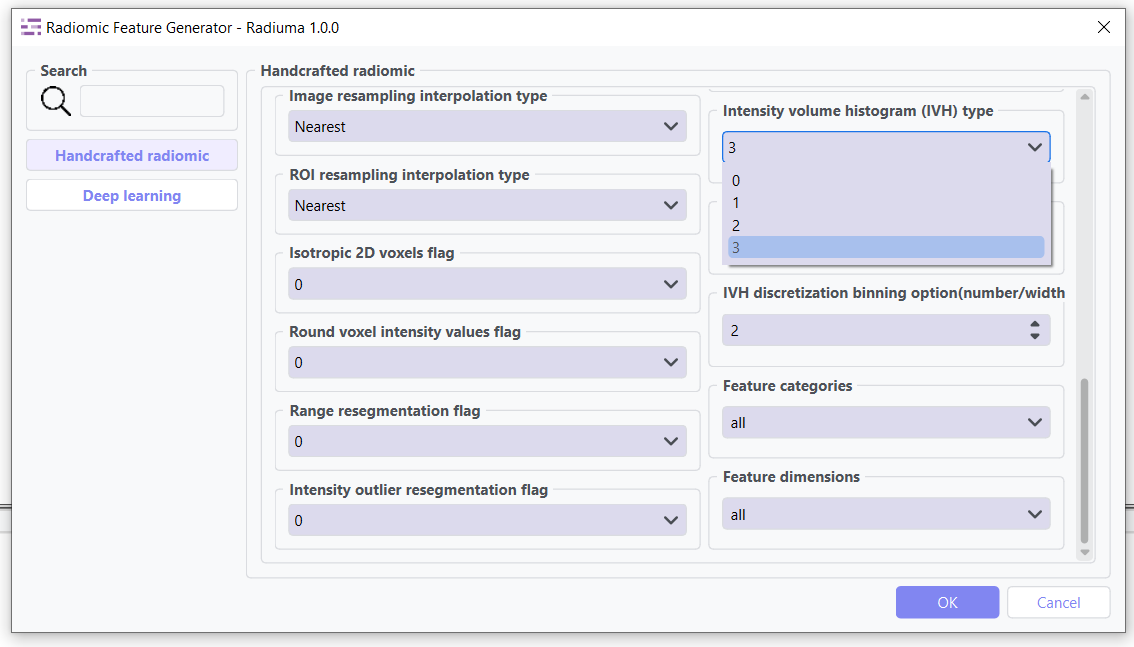 Radiomic Feature Generator - Radiuma 1.0.0
Search
Handcrafted radiomic
Deep learning
Handcrafted radiomic
Image resampling interpolation type
Nearest
ROI resampling interpolation type
Nearest
Isotropic 2D voxels flag
0
Round voxel intensity values flag
0
Range resegmentation flag
0
Intensity outlier resegmentation flag
0
Intensity volume histogram (IVH) type
3
0
1
2
3
IVH discretization binning option(number/width
2
Feature categories
all
Feature dimensions
all
OK
Cancel